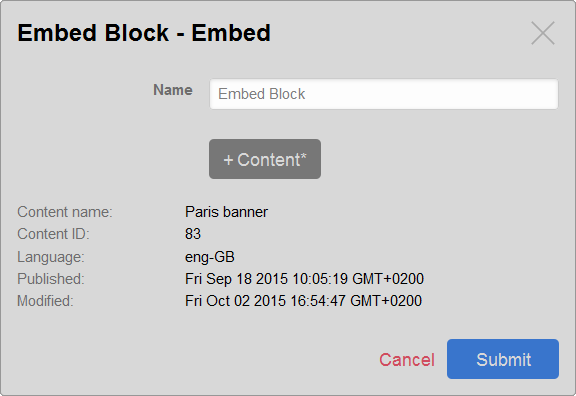 Embed Block - Embed
Name Embed Block
+ Content*
Content name: Paris banner
Content ID: 83
Language: eng-GB
Published: Fri Sep 18 2015 10:05:19 GMT+0200
Modified: Fri Oct 02 2015 16:54:47 GMT+0200
Cancel Submit